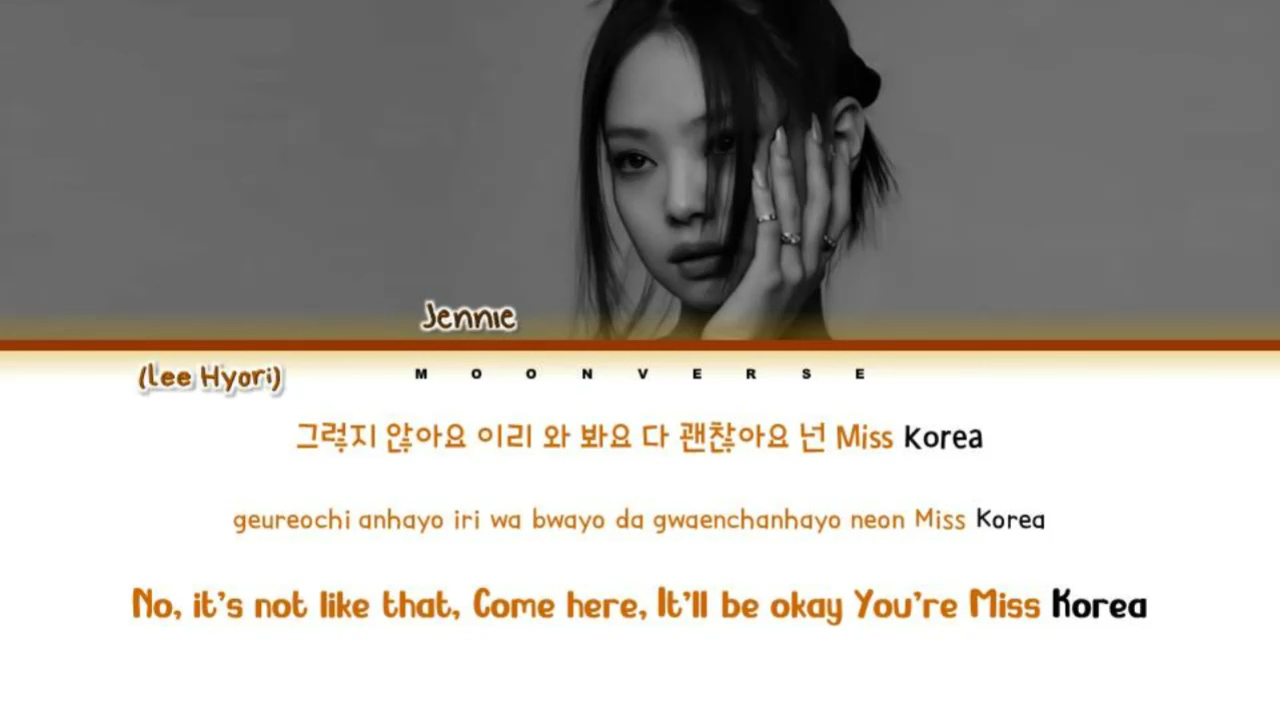 Jennie
(Lee Hyori)
MOONVERSE
그렇지 않아요 이리 와 봐요 다 괜찮아요 넌 Miss Korea
geureochi anhayo iri wa bwayo da gwaenchanhayo neon Miss Korea
No, it's not like that, Come here, It'll be okay You're Miss Korea